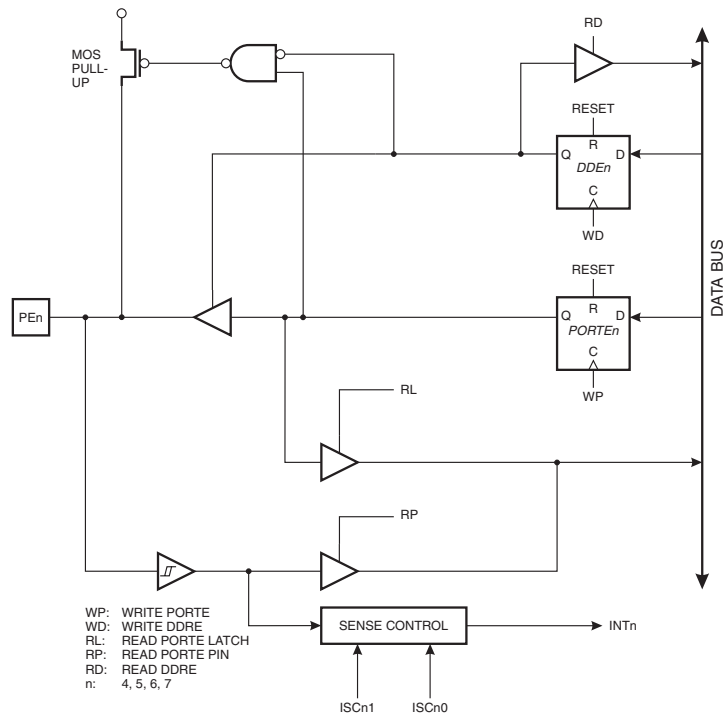 RD
MOS
PULL-
UP
RESET
R
Q
D
DDEn
C
WD
DATA BUS
RESET
R
PEn
Q
D
PORTEn
C
WP
RL
RP
WP: WRITE PORTE
WD: WRITE DDRE
RL: READ PORTE LATCH
RP: READ PORTE PIN
RD: READ DDRE
n: 4, 5, 6, 7
SENSE CONTROL
INTn
ISCn1
ISCn0